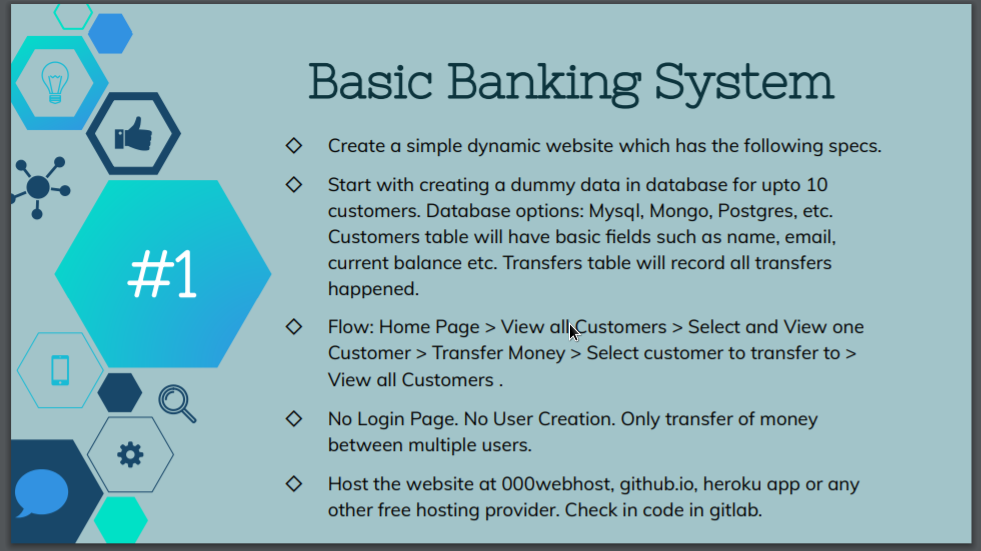 Basic Banking System
Create a simple dynamic website which has the following specs.
Start with creating a dummy data in database for upto 10
customers. Database options: Mysql, Mongo, Postgres, etc.
Customers table will have basic fields such as name, email,
current balance etc. Transfers table will record all transfers
happened.
#1
Flow: Home Page > View all Customers > Select and View one
Customer > Transfer Money > Select customer to transfer to >
View all Customers .
No Login Page. No User Creation. Only transfer of money
between multiple users.
Host the website at 000webhost, github.io, heroku app or any
other free hosting provider. Check in code in gitlab.